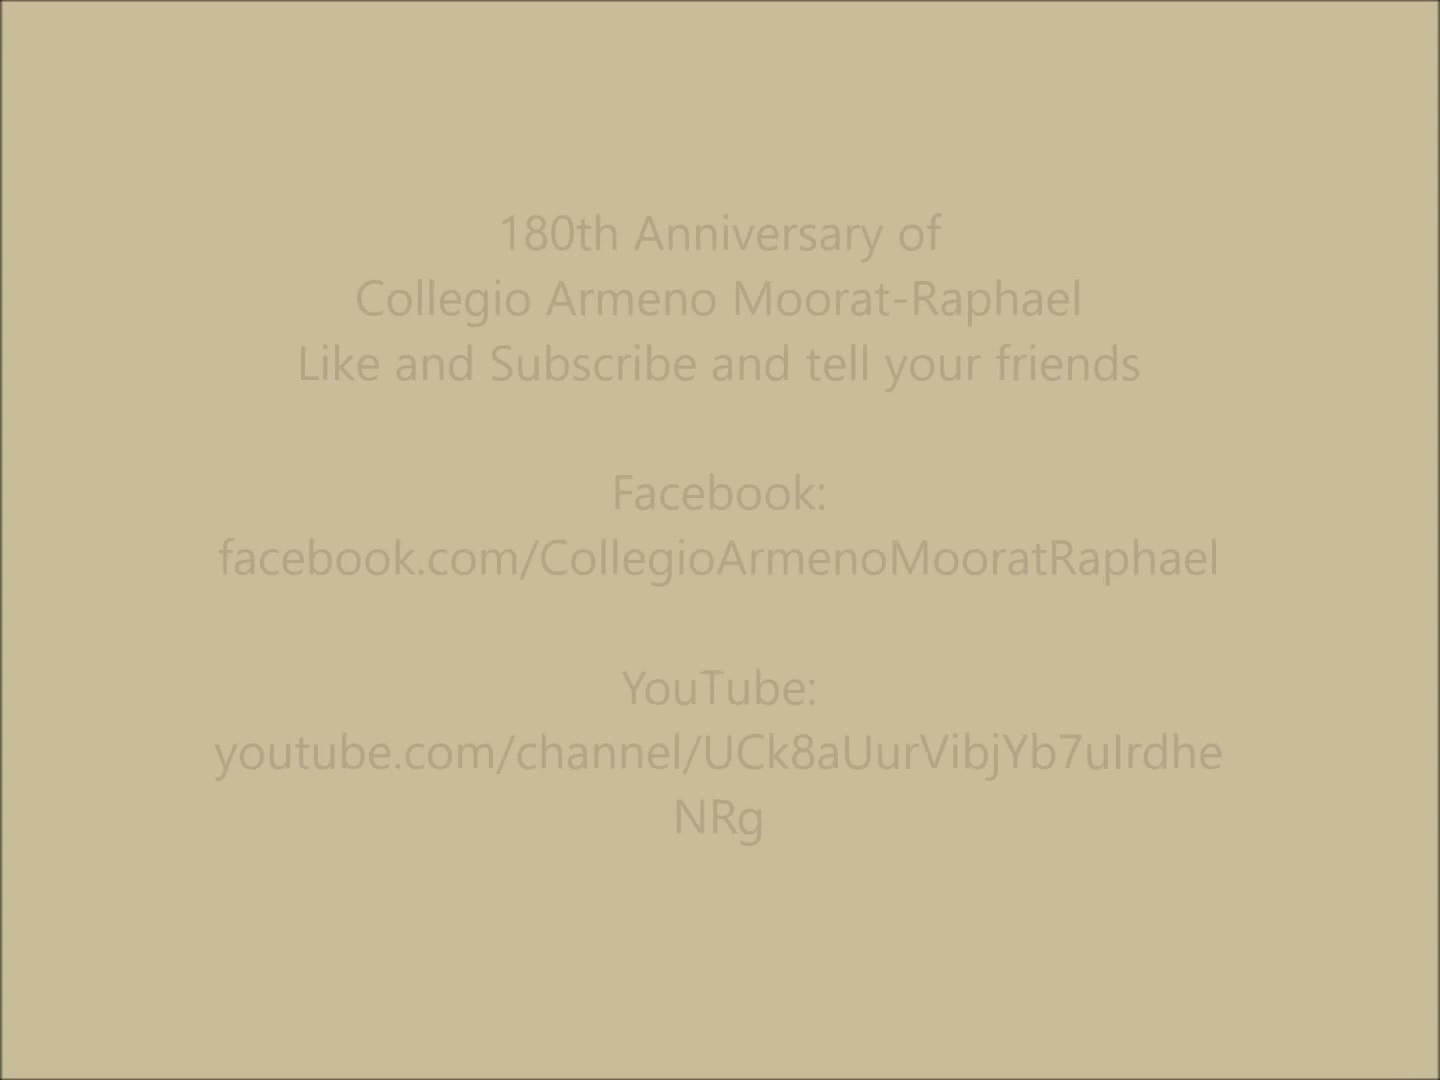 180th Anniversary of
Collegio Armeno Moorat-Raphael
Like and Subscribe and tell your friends
Facebook:
facebook.com/CollegioArmenoMooratRaphael
YouTube:
youtube.com/channel/UCk8aUurVibjYb7uIrdhe
NRg